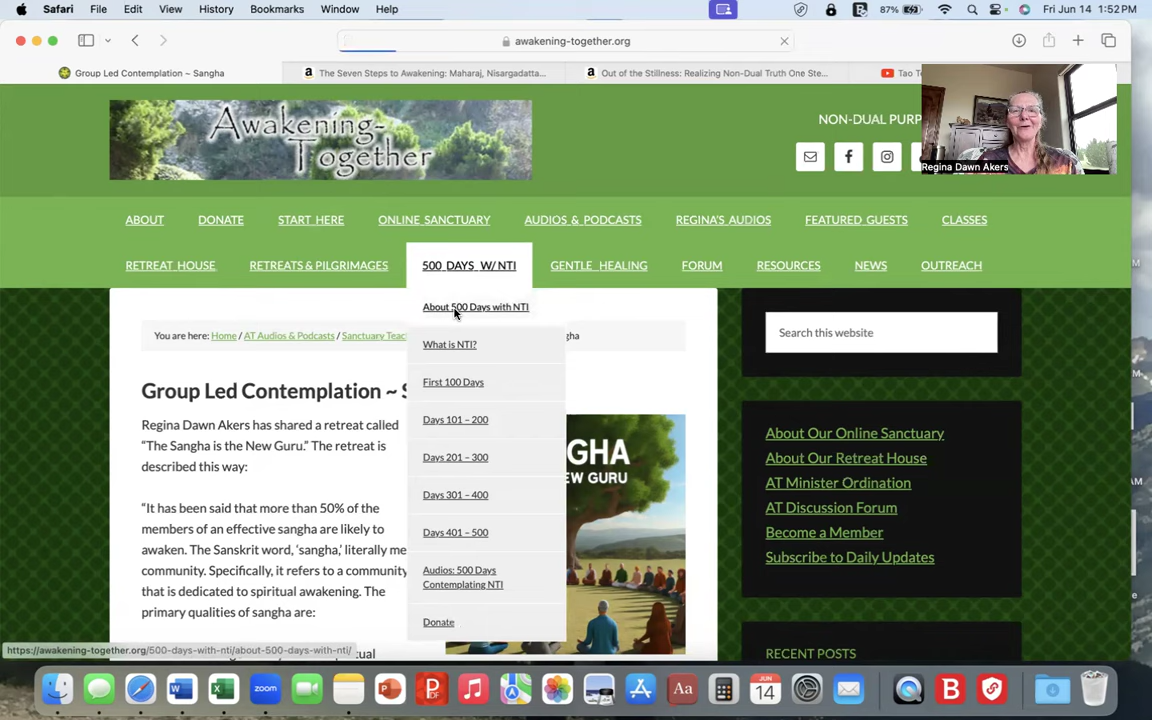 Safari File Edit View History Bookmarks Window Help 87% Fri Jun 14 1:52 PM
awakening-together.org
Group Led Contemplation ~ Sangha
The Seven Steps to Awakening: Maharaj, Nisargadatta...
Out of the Stillness: Realizing Non-Dual Truth One Ste...
Tao T
Awakening-
Together
NON-DUAL PURP
Regina Dawn Akers
ABOUT DONATE START HERE ONLINE SANCTUARY AUDIOS & PODCASTS REGINA'S AUDIOS FEATURED GUESTS CLASSES
RETREAT HOUSE RETREATS & PILGRIMAGES 500 DAYS W/ NTI GENTLE HEALING FORUM RESOURCES NEWS OUTREACH
About 500 Days with NTI
What is NTI?
First 100 Days
Days 101 – 200
Days 201 – 300
Days 301 – 400
Days 401 – 500
Audios: 500 Days
Contemplating NTI
Donate
You are here: Home / AT Audios & Podcasts / Sanctuary Teac
gha
Group Led Contemplation ~ S
Regina Dawn Akers has shared a retreat called
“The Sangha is the New Guru.” The retreat is
described this way:
“It has been said that more than 50% of the
members of an effective sangha are likely to
awaken. The Sanskrit word, ‘sangha,’ literally me
community. Specifically, it refers to a community
that is dedicated to spiritual awakening. The
primary qualities of sangha are:
GHA
EW GURU
Search this website
About Our Online Sanctuary
About Our Retreat House
AT Minister Ordination
AT Discussion Forum
Become a Member
Subscribe to Daily Updates
RECENT POSTS
https://awakening-together.org/500-days-with-nti/about-500-days-with-nti/
zoom
Aa
JUN
14